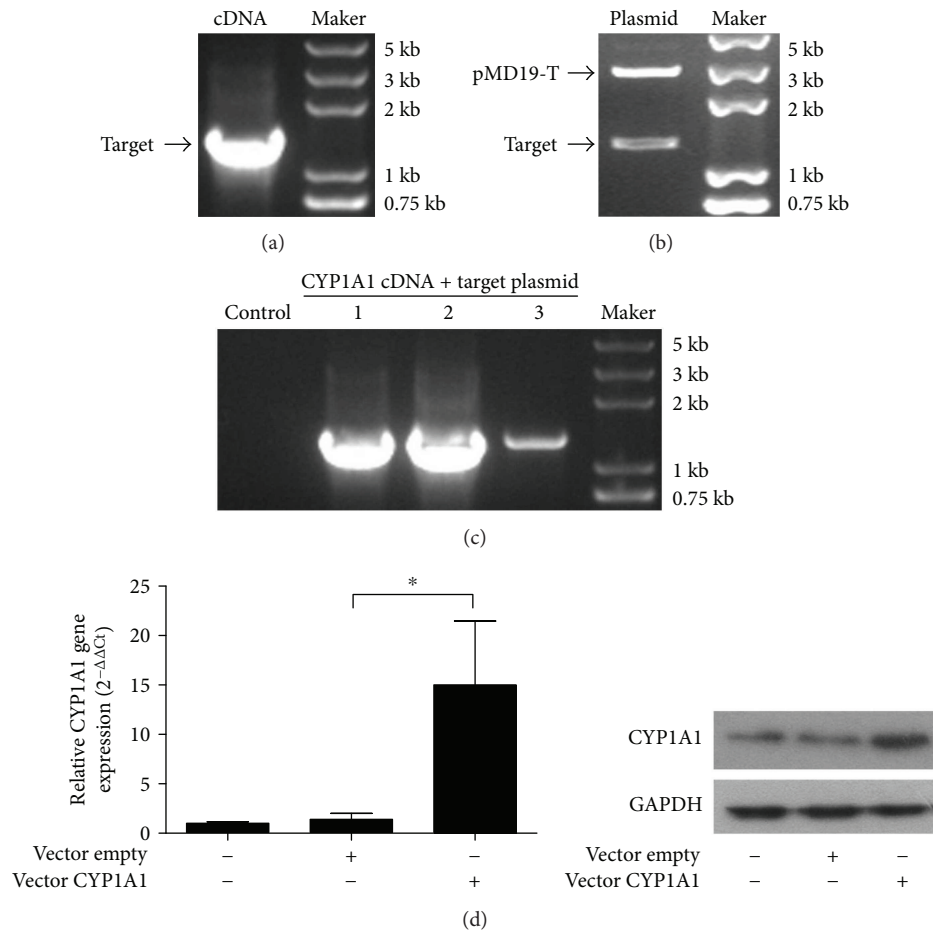 cDNA Maker
5 kb
3 kb
2 kb
Target →
1 kb
0.75 kb
(a)
Plasmid Maker
5 kb
pMD19-T →
3 kb
2 kb
Target →
1 kb
0.75 kb
(b)
CYP1A1 cDNA + target plasmid
Control 1 2 3 Maker
5 kb
3 kb
2 kb
1 kb
0.75 kb
(c)
Relative CYP1A1 gene
expression (2−ΔΔCt)
25
20
15
10
5
0
*
Vector empty − + −
Vector CYP1A1 − − +
CYP1A1
GAPDH
Vector empty − + −
Vector CYP1A1 − − +
(d)